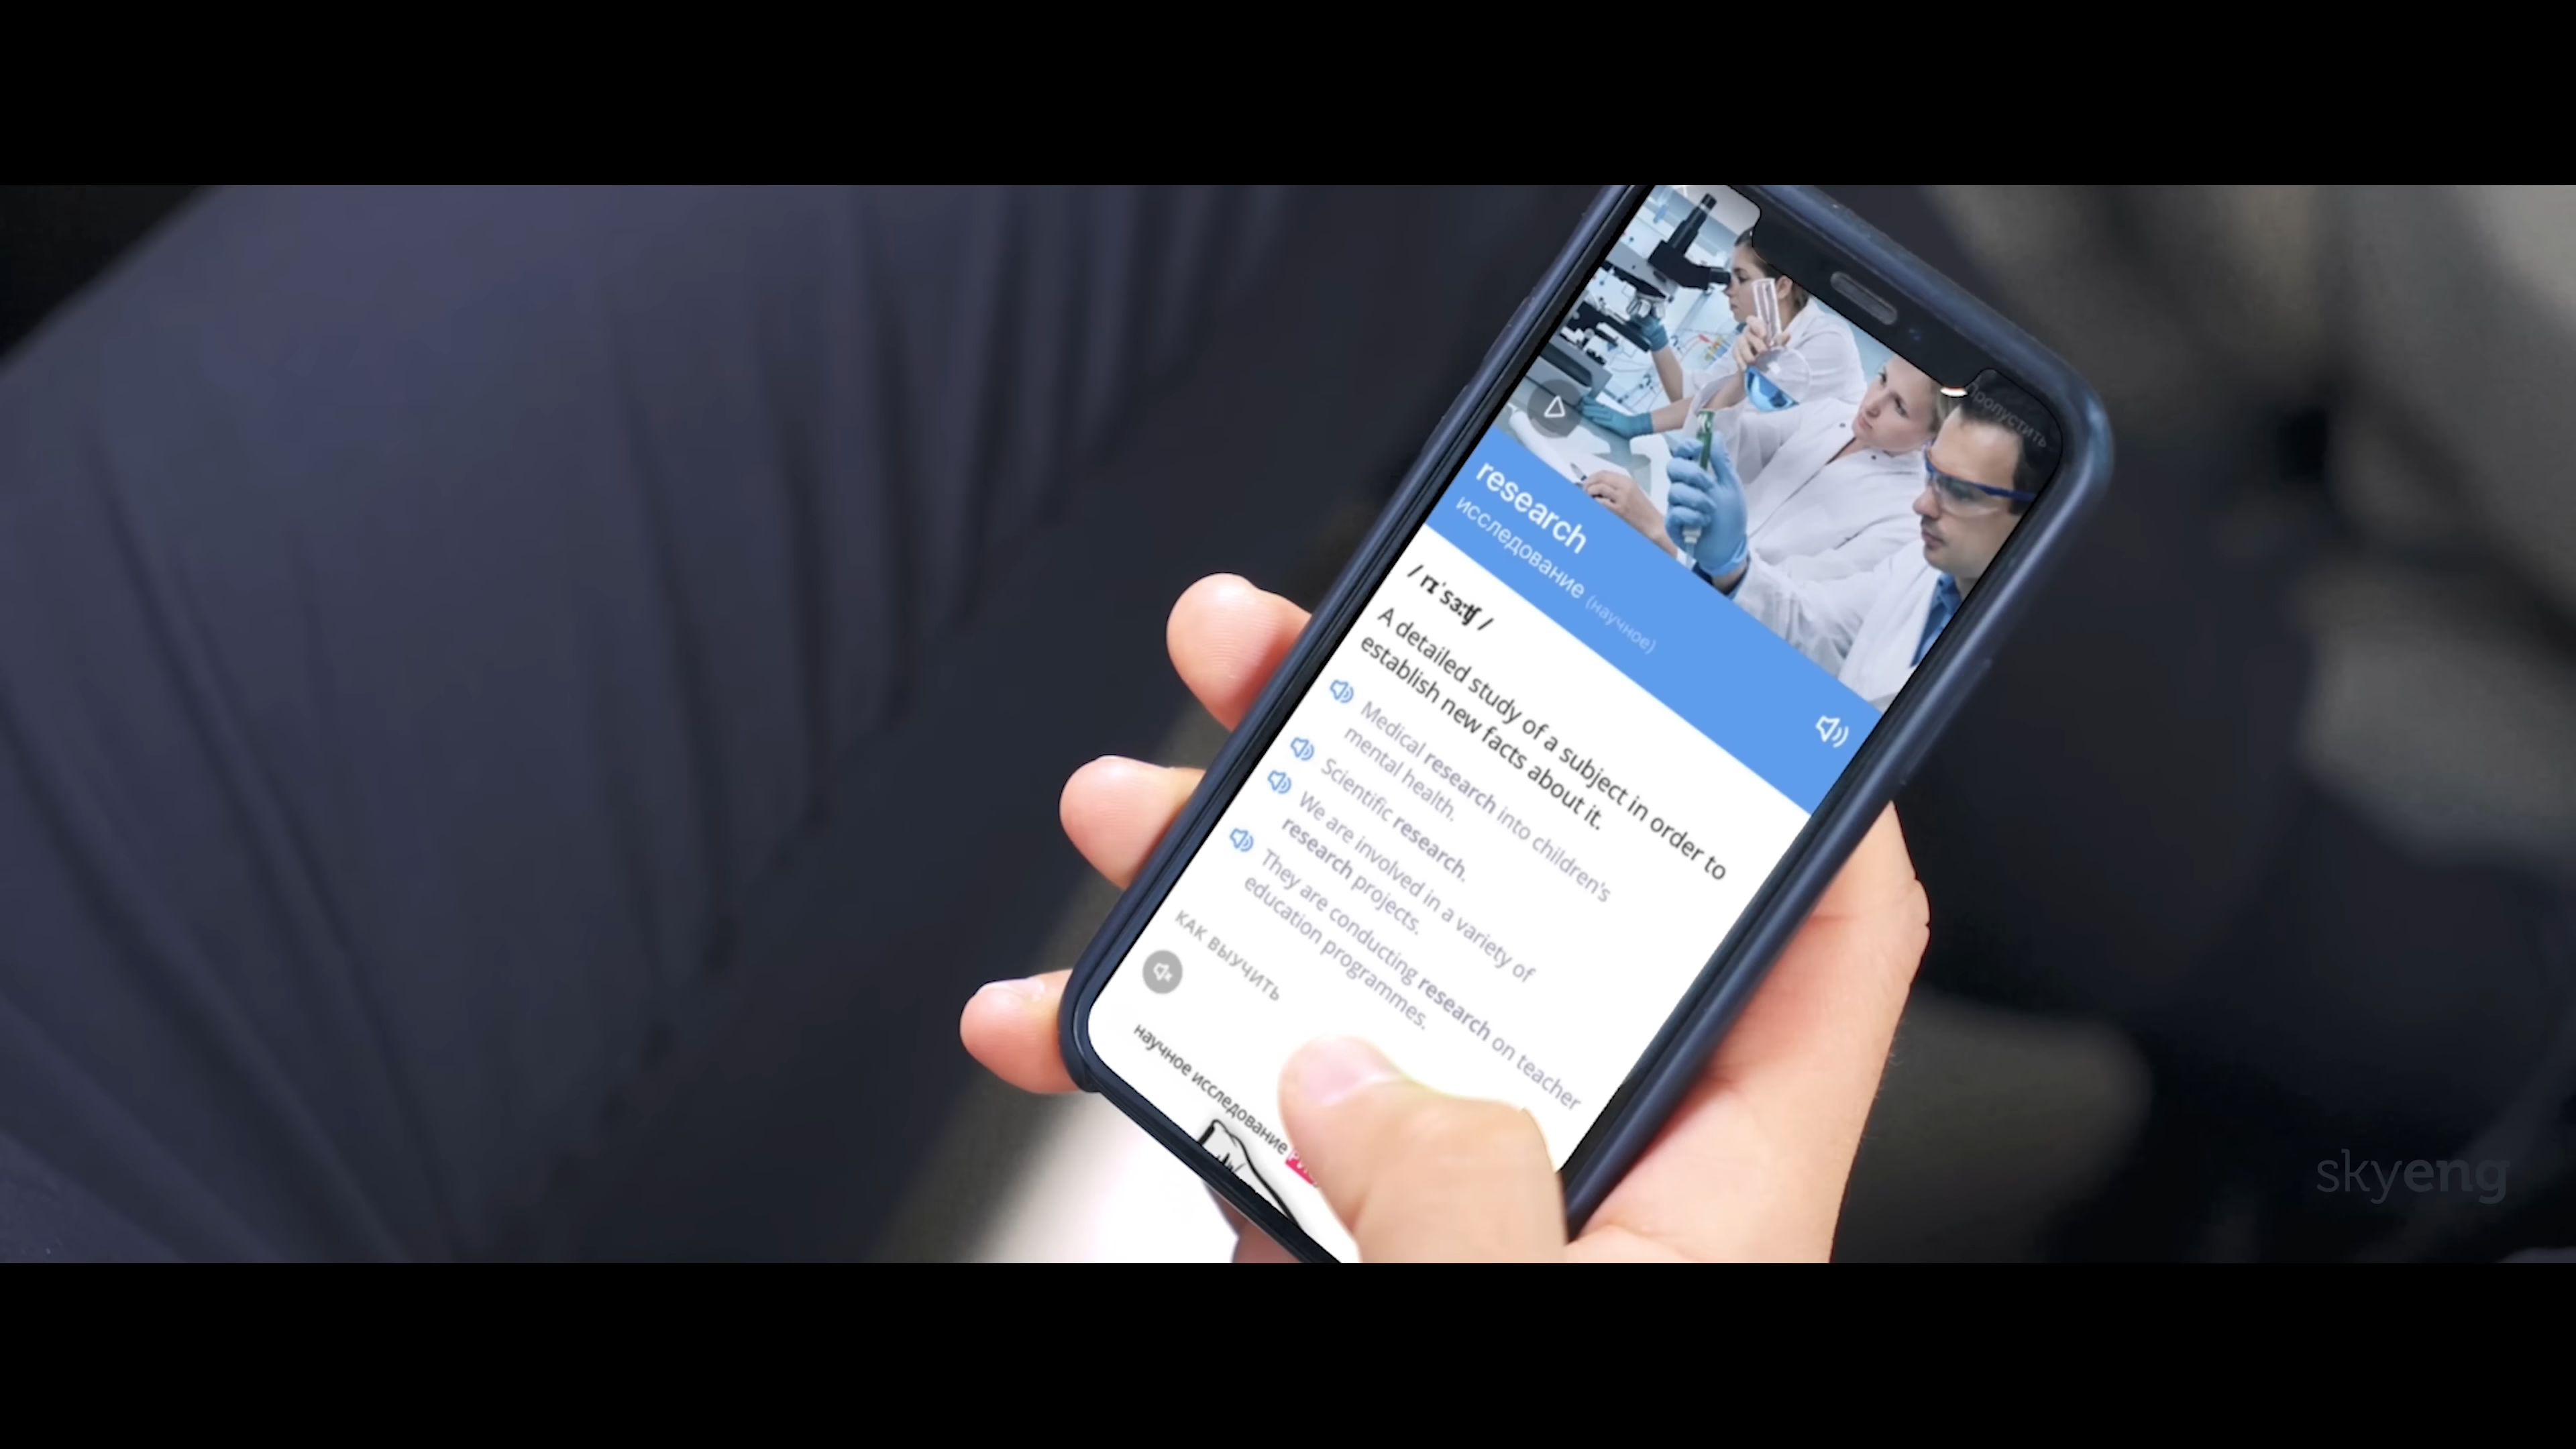 Пропустить
research
исследование (научное)
/ rɪˈsɜːʧ /
A detailed study of a subject in order to
establish new facts about it.
Medical research into children's
mental health.
Scientific research.
We are involved in a variety of
research projects.
They are conducting research on teacher
education programmes.
КАК ВЫУЧИТЬ
научное исследование
skyeng